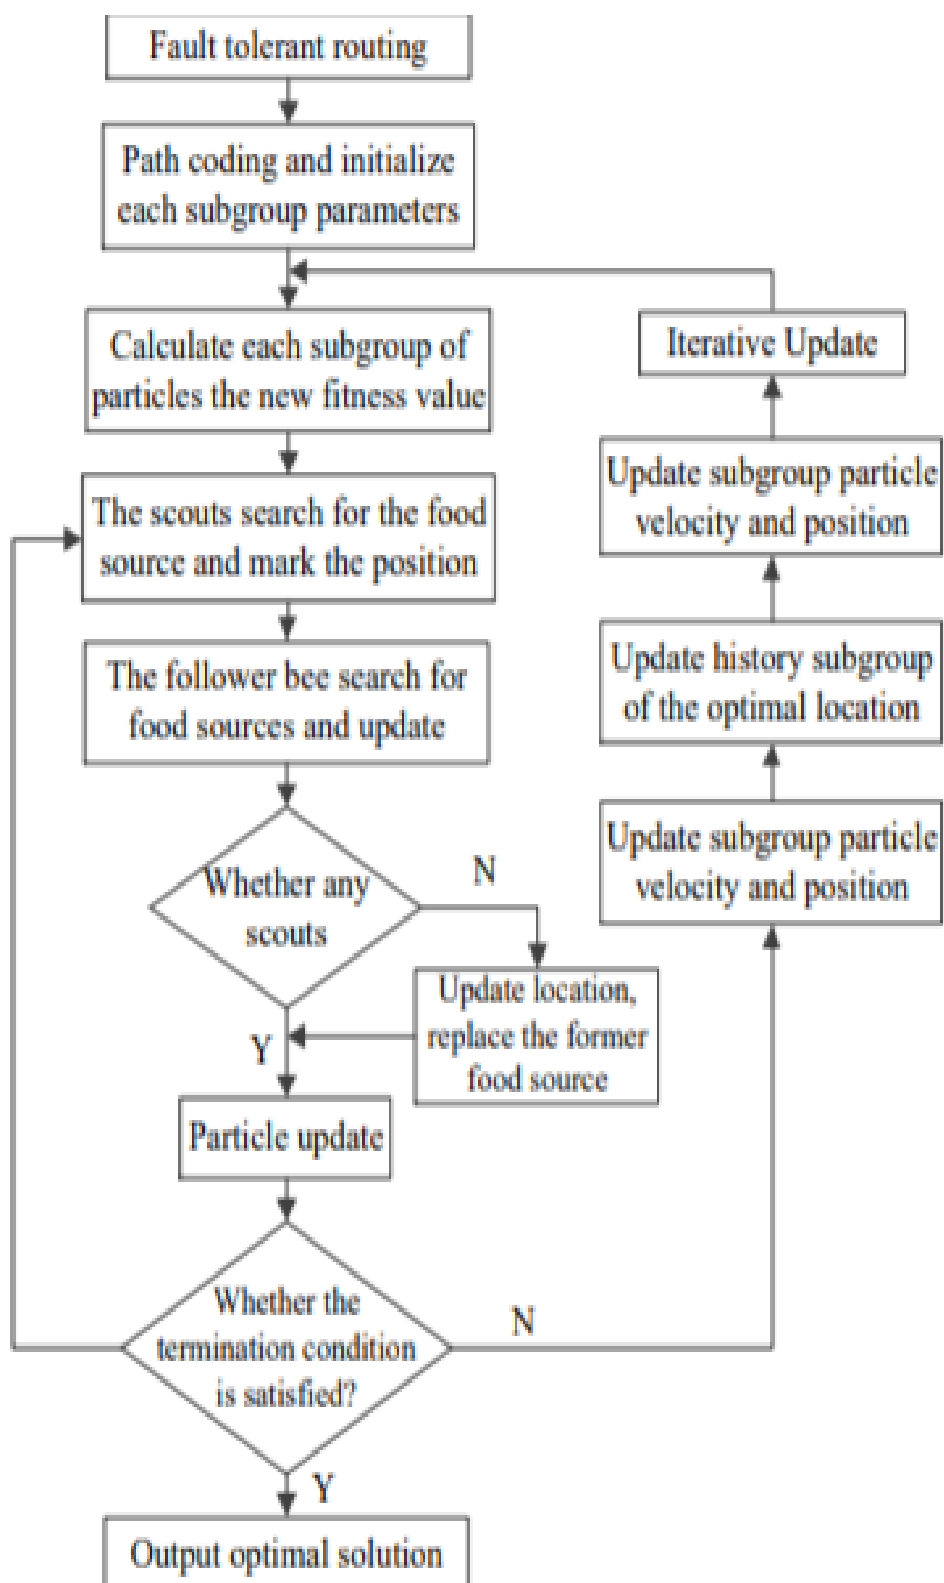 Fault tolerant routing
Path coding and initialize
each subgroup parameters
Calculate each subgroup of
particles the new fitness value
The scouts search for the food
source and mark the position
The follower bee search for
food sources and update
Whether any
scouts
N
Update location,
replace the former
food source
Y
Particle update
Whether the
termination condition
is satisfied?
N
Y
Output optimal solution
Iterative Update
Update subgroup particle
velocity and position
Update history subgroup
of the optimal location
Update subgroup particle
velocity and position